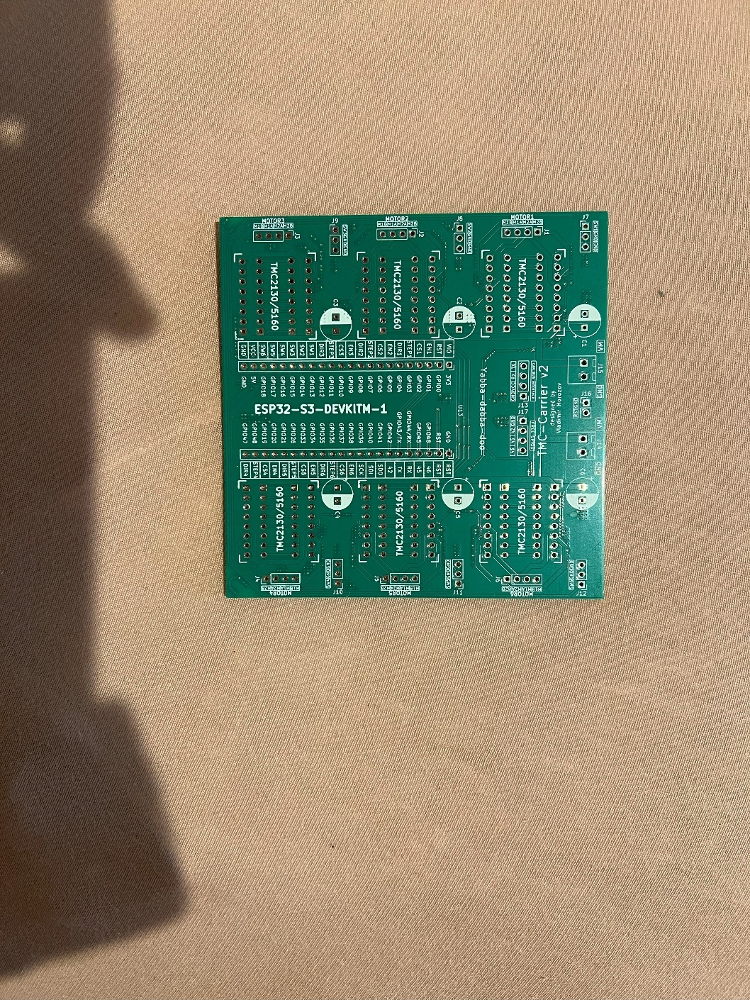 MOTOR3
J9
MOTOR2
J8
MOTOR1
J7
M1BM1AM2AM2B
J3
M1BM1AM2AM2B
J2
M1BM1AM2AM2B
J1
TMC2130/5160
TMC2130/5160
TMC2130/5160
C3
C2
C1
GND
VCC
SW6
SW5
SW4
SW3
SW2
SW1
DIR3
STEP3
CS3
EN3
DIR2
STEP2
CS2
EN2
DIR1
STEP1
CS1
EN1
RST
VIO
GND
5V
GPIO18
GPIO17
GPIO16
GPIO15
GPIO14
GPIO13
GPIO12
GPIO11
GPIO10
GPIO9
GPIO8
GPIO7
GPIO6
GPIO5
GPIO4
GPIO3
GPIO2
GPIO1
GPIO0
3V3
VM
J15
GND
J16
VM
J14
GND
J13
J17
ESP32-S3-DEVKITM-1
U13
Yabba-dabba-doo
TMC-Carrier v2
designed by
Vladimir Morozov
GPIO47
GPIO48
GPIO19
GPIO20
GPIO21
GPIO26
GPIO33
GPIO34
GPIO35
GPIO36
GPIO37
GPIO38
GPIO39
GPIO40
GPIO41
GPIO42
GPIO43/TX
GPIO44/RX
GPIO45
GPIO46
RST
GND
DIR4
STEP4
CS4
EN4
DIR5
STEP5
CS5
EN5
DIR6
STEP6
CS6
EN6
SCK
SDI
SDO
42
TX
RX
45
46
RST
RST
TMC2130/5160
TMC2130/5160
TMC2130/5160
C4
C5
C6
J4
J10
J5
J11
J6
J12
MOTOR4
MOTOR5
MOTOR6